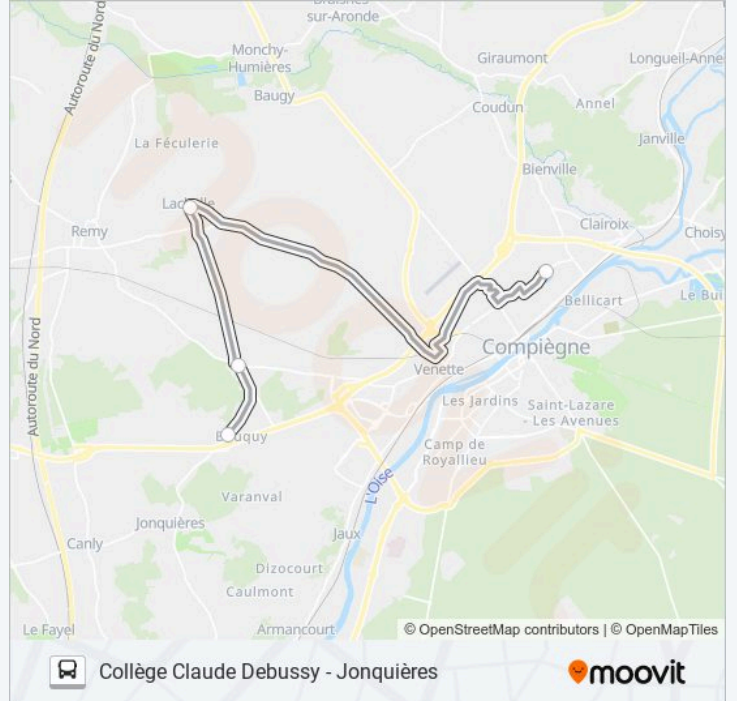 Braisnes-
sur-Aronde
Autoroute du Nord
Monchy-
Humières
Giraumont
Longueil-Anne
Baugy
Coudun
Annel
La Féculerie
Janville
Bienville
Remy
Clairoix
Choisy
Bellicart
Le Bui
Compiègne
Autoroute du Nord
Venette
Les Jardins
Saint-Lazare
- Les Avenues
Camp de
Royallieu
L'Oise
Varanval
Jonquières
Jaux
Canly
Dizocourt
Caulmont
Le Fayel
Armancourt
© OpenStreetMap contributors | © OpenMapTiles
Collège Claude Debussy - Jonquières
moovit